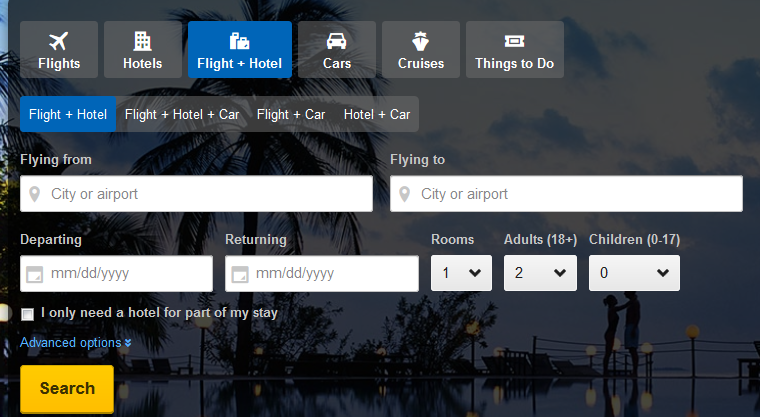 Flights Hotels Flight + Hotel Cars Cruises Things to Do
Flight + Hotel Flight + Hotel + Car Flight + Car Hotel + Car
Flying from Flying to
City or airport City or airport
Departing Returning Rooms Adults (18+) Children (0-17)
mm/dd/yyyy mm/dd/yyyy 1 2 0
I only need a hotel for part of my stay
Advanced options
Search